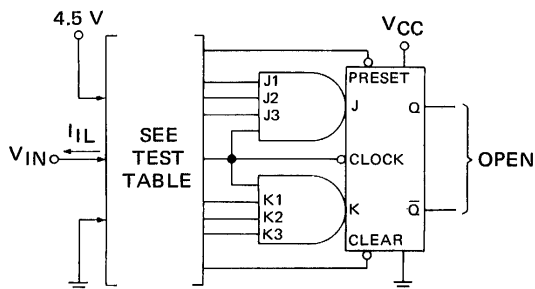 4.5 V
VCC
PRESET
J1
J2
J3
J
Q
IIL
VIN
SEE
TEST
TABLE
CLOCK
OPEN
K1
K2
K3
K
Q̅
CLEAR